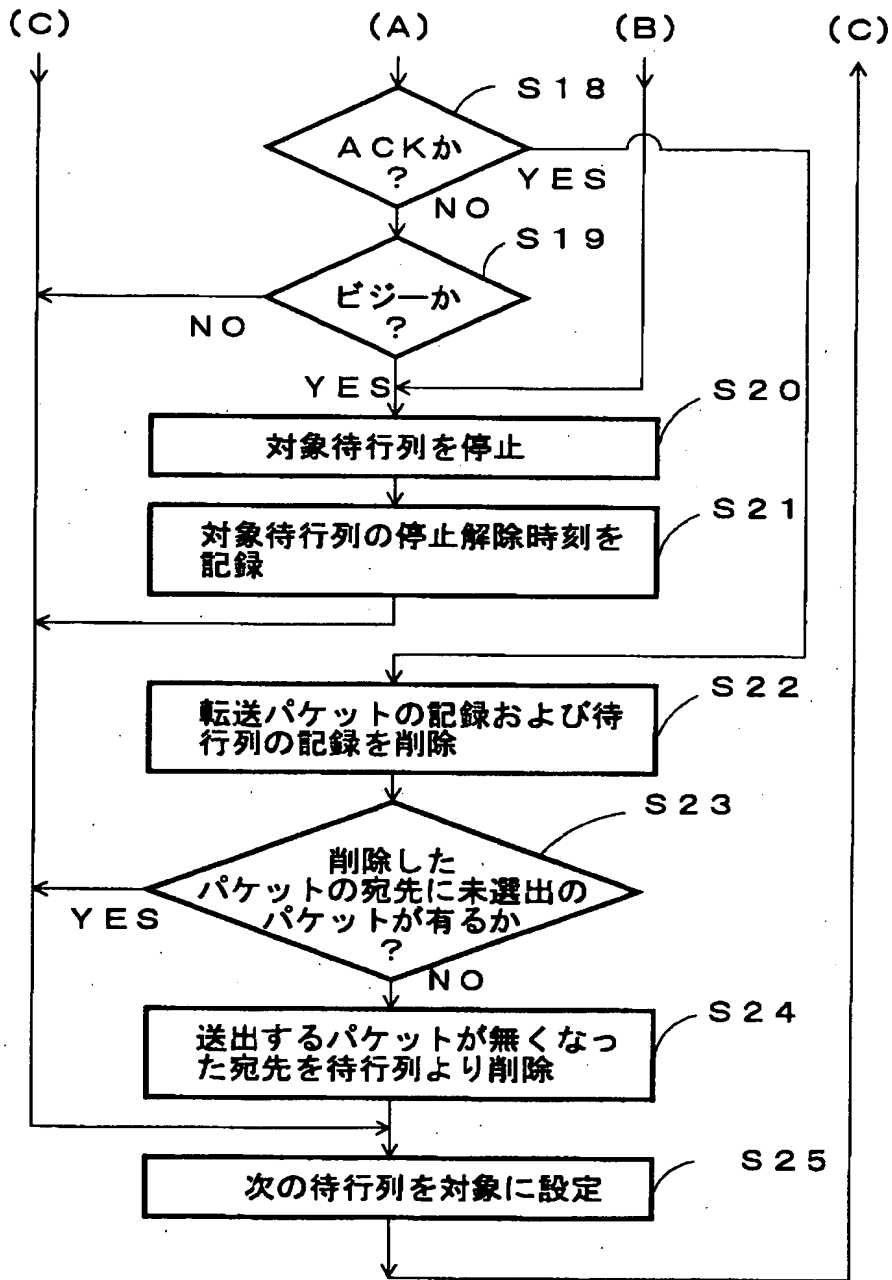 (C)
(A)
(B)
(C)
S18
ACKか
?
YES
NO
S19
ビジーか
?
NO
YES
S20
対象待行列を停止
S21
対象待行列の停止解除時刻を
記録
S22
転送パケットの記録および待
行列の記録を削除
S23
削除した
パケットの宛先に未選出の
パケットが有るか
?
YES
NO
S24
送出するパケットが無くなっ
た宛先を待行列より削除
S25
次の待行列を対象に設定